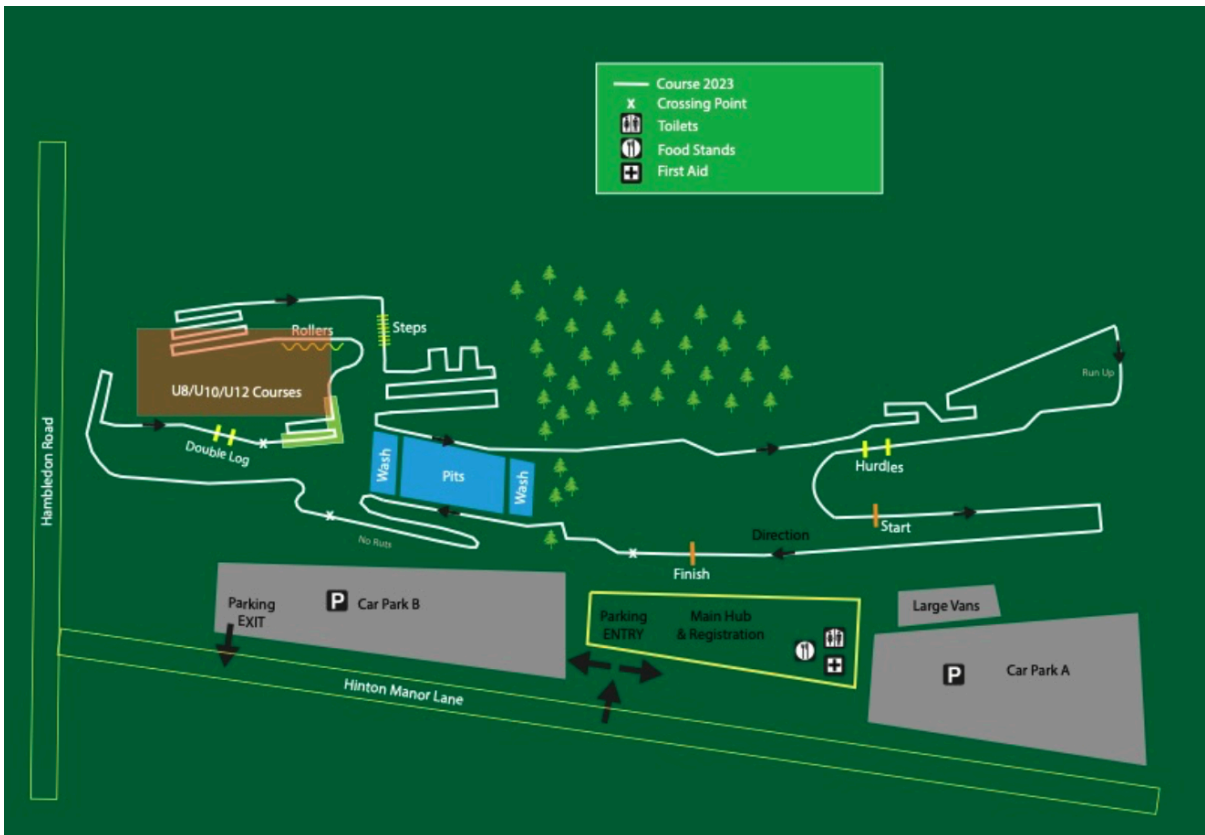 Course 2023
x Crossing Point
Toilets
Food Stands
First Aid
Hambledon Road
Rollers
Steps
U8/U10/U12 Courses
Double Log
Wash
Pits
Wash
No Ruts
Run Up
Hurdles
Start
Direction
Finish
Parking
EXIT
P
Car Park B
Parking
ENTRY
Main Hub
& Registration
Large Vans
P
Car Park A
Hinton Manor Lane